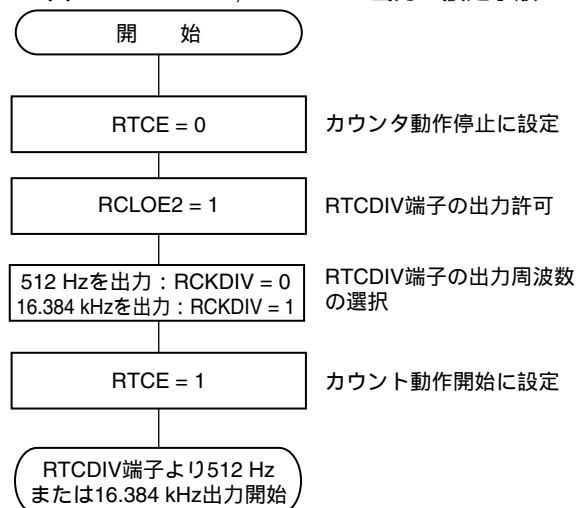 開　始
RTCE = 0
カウンタ動作停止に設定
RCLOE2 = 1
RTCDIV端子の出力許可
512 Hzを出力：RCKDIV = 0
16.384 kHzを出力：RCKDIV = 1
RTCDIV端子の出力周波数
の選択
RTCE = 1
カウント動作開始に設定
RTCDIV端子より512 Hz
または16.384 kHz出力開始